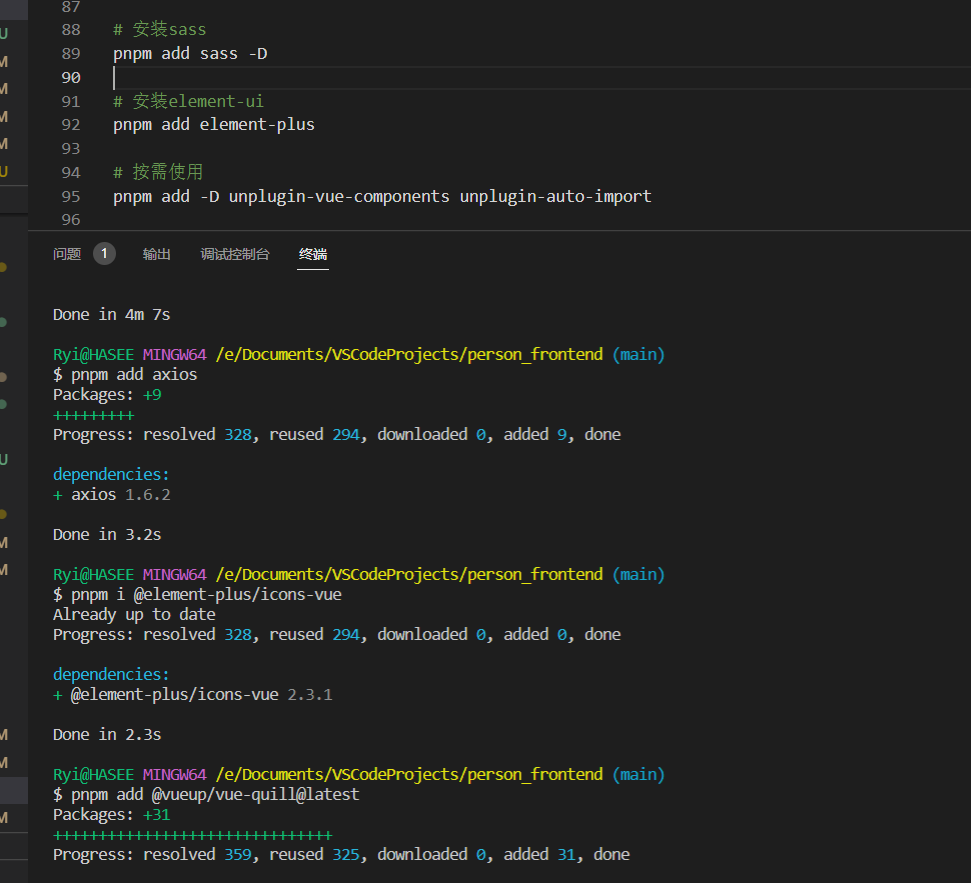 87
88 # 安装sass
89 pnpm add sass -D
90
91 # 安装element-ui
92 pnpm add element-plus
93
94 # 按需使用
95 pnpm add -D unplugin-vue-components unplugin-auto-import
96
问题 1 输出 调试控制台 终端
Done in 4m 7s
Ryi@HASEE MINGW64 /e/Documents/VSCodeProjects/person_frontend (main)
$ pnpm add axios
Packages: +9
+++++++++
Progress: resolved 328, reused 294, downloaded 0, added 9, done
dependencies:
+ axios 1.6.2
Done in 3.2s
Ryi@HASEE MINGW64 /e/Documents/VSCodeProjects/person_frontend (main)
$ pnpm i @element-plus/icons-vue
Already up to date
Progress: resolved 328, reused 294, downloaded 0, added 0, done
dependencies:
+ @element-plus/icons-vue 2.3.1
Done in 2.3s
Ryi@HASEE MINGW64 /e/Documents/VSCodeProjects/person_frontend (main)
$ pnpm add @vueup/vue-quill@latest
Packages: +31
+++++++++++++++++++++++++++++++
Progress: resolved 359, reused 325, downloaded 0, added 31, done